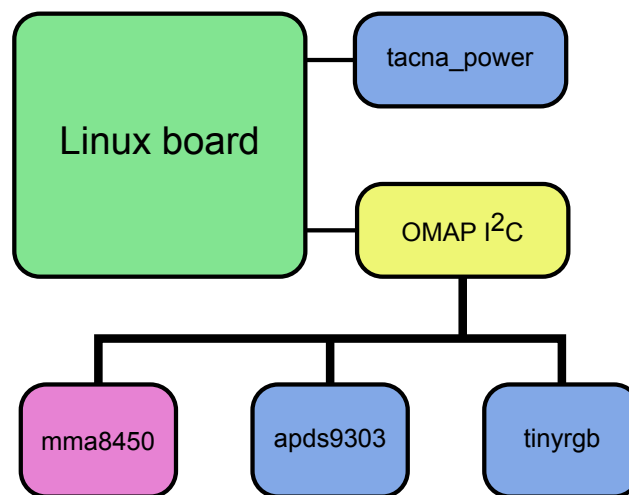 tacna_power
Linux board
OMAP I²C
mma8450
apds9303
tinyrgb